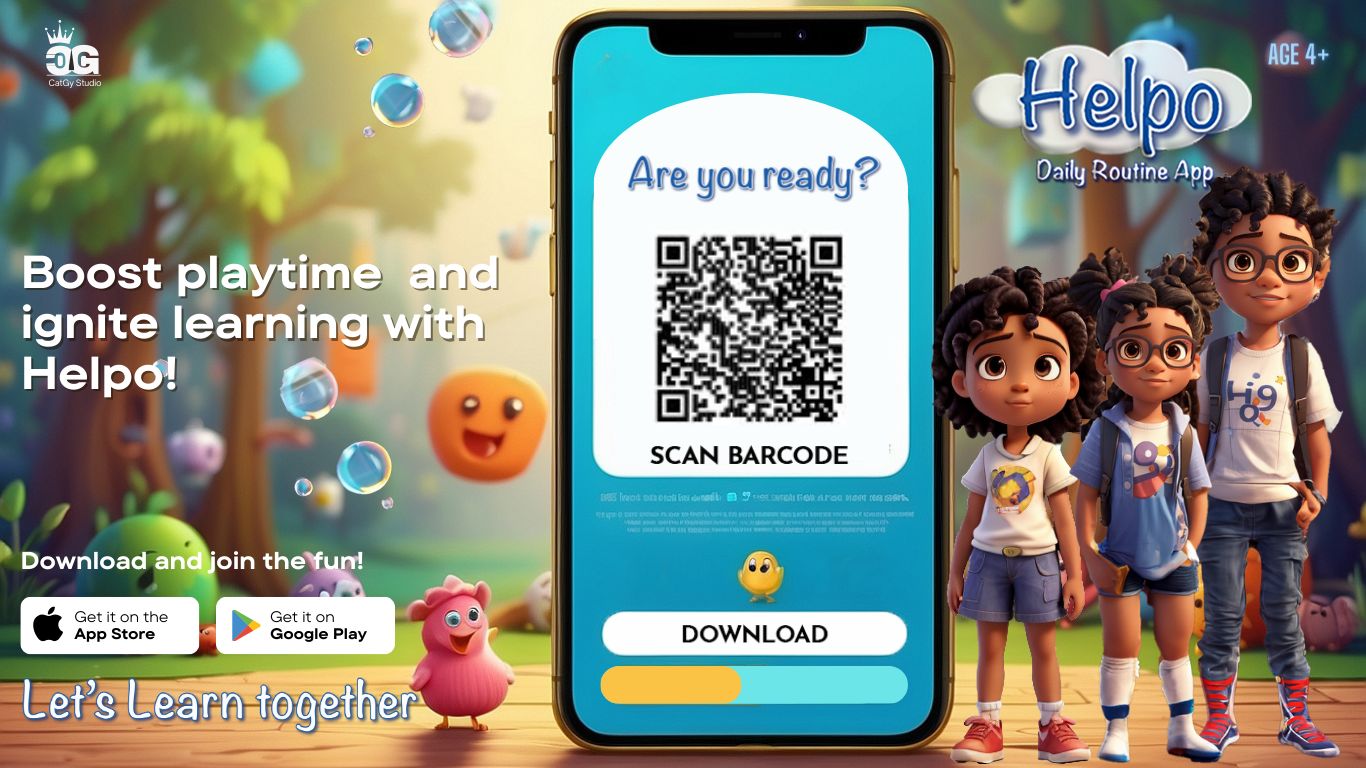 CatGy Studio
AGE 4+
Helpo
Daily Routine App
Are you ready?
SCAN BARCODE
DOWNLOAD
Boost playtime and
ignite learning with
Helpo!
Download and join the fun!
Get it on the
App Store
Get it on
Google Play
Let's Learn together